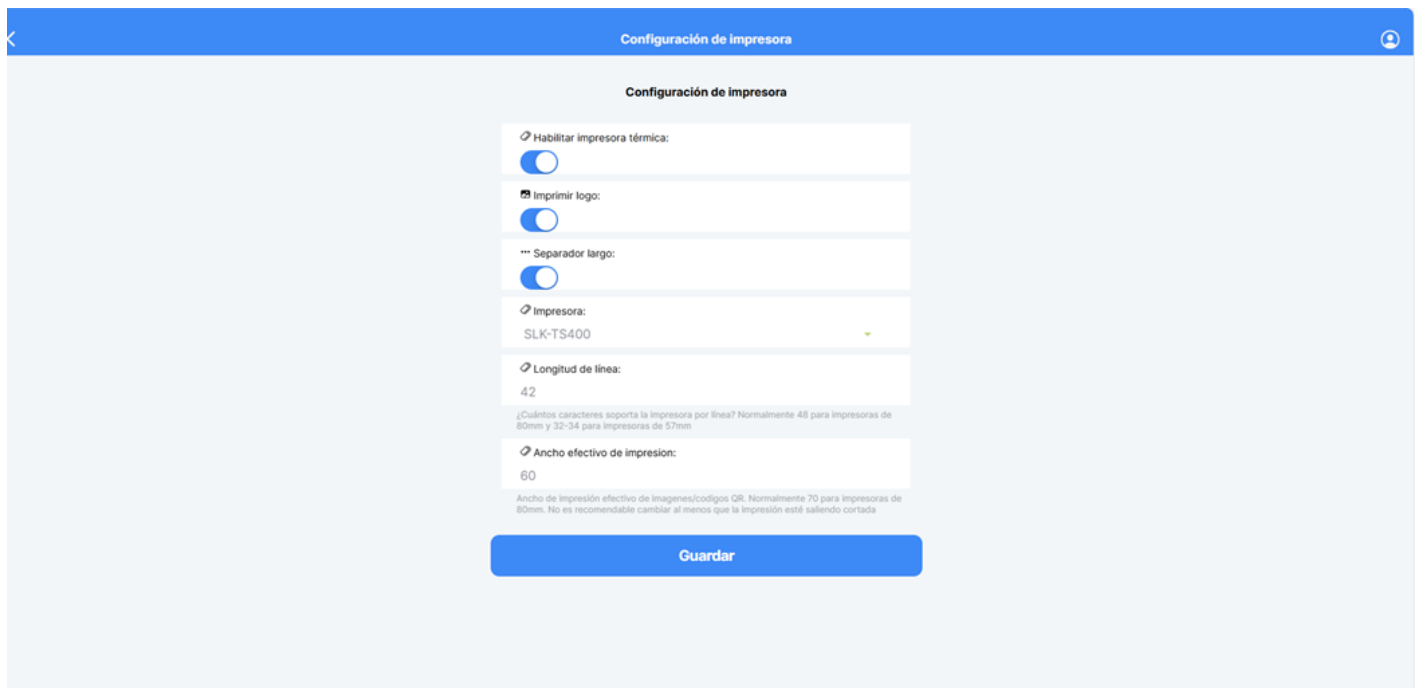 Configuración de impresora
Configuración de impresora
Habilitar impresora térmica:
Imprimir logo:
Separador largo:
Impresora:
SLK-TS400
Longitud de línea:
42
¿Cuántos caracteres soporta la impresora por línea? Normalmente 48 para impresoras de
80mm y 32-34 para impresoras de 57mm
Ancho efectivo de impresion:
60
Ancho de impresión efectivo de imagenes/codigos QR. Normalmente 70 para impresoras de
80mm. No es recomendable cambiar al menos que la impresión esté saliendo cortada
Guardar